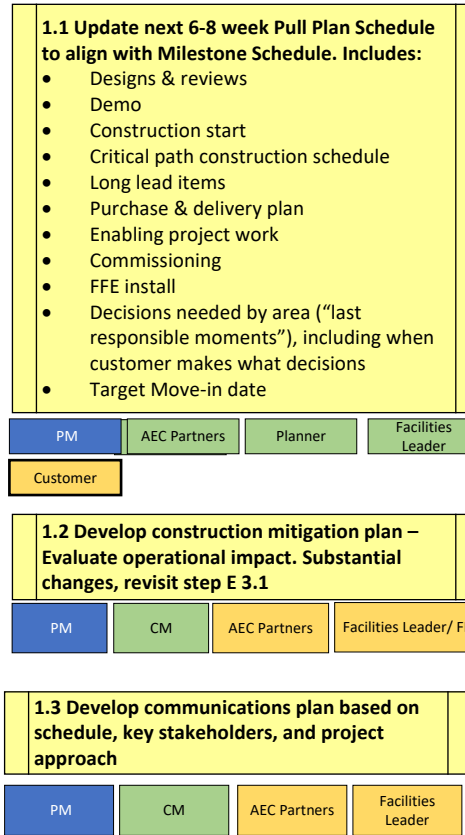 1.1 Update next 6-8 week Pull Plan Schedule
to align with Milestone Schedule. Includes:
• Designs & reviews
• Demo
• Construction start
• Critical path construction schedule
• Long lead items
• Purchase & delivery plan
• Enabling project work
• Commissioning
• FFE install
• Decisions needed by area (“last
responsible moments”), including when
customer makes what decisions
• Target Move-in date
PM AEC Partners Planner Facilities
Leader
Customer
1.2 Develop construction mitigation plan –
Evaluate operational impact. Substantial
changes, revisit step E 3.1
PM CM AEC Partners Facilities Leader/
1.3 Develop communications plan based on
schedule, key stakeholders, and project
approach
PM CM AEC Partners Facilities
Leader